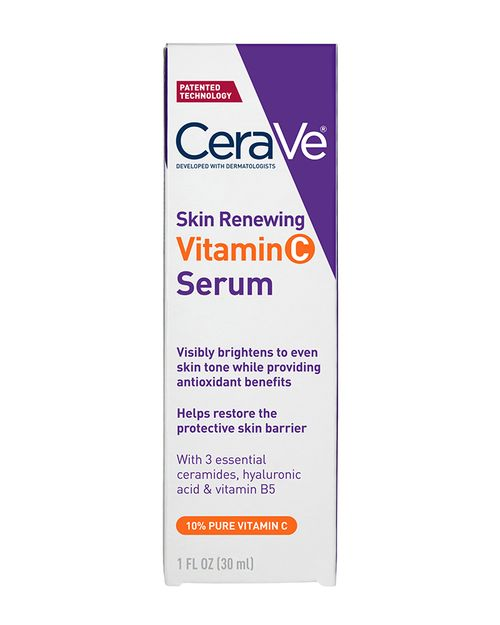 PATENTED
TECHNOLOGY
CeraVe®
DEVELOPED WITH DERMATOLOGISTS
Skin Renewing
Vitamin C
Serum
Visibly brightens to even
skin tone while providing
antioxidant benefits
Helps restore the
protective skin barrier
With 3 essential
ceramides, hyaluronic
acid & vitamin B5
10% PURE VITAMIN C
1 FL OZ (30 ml)